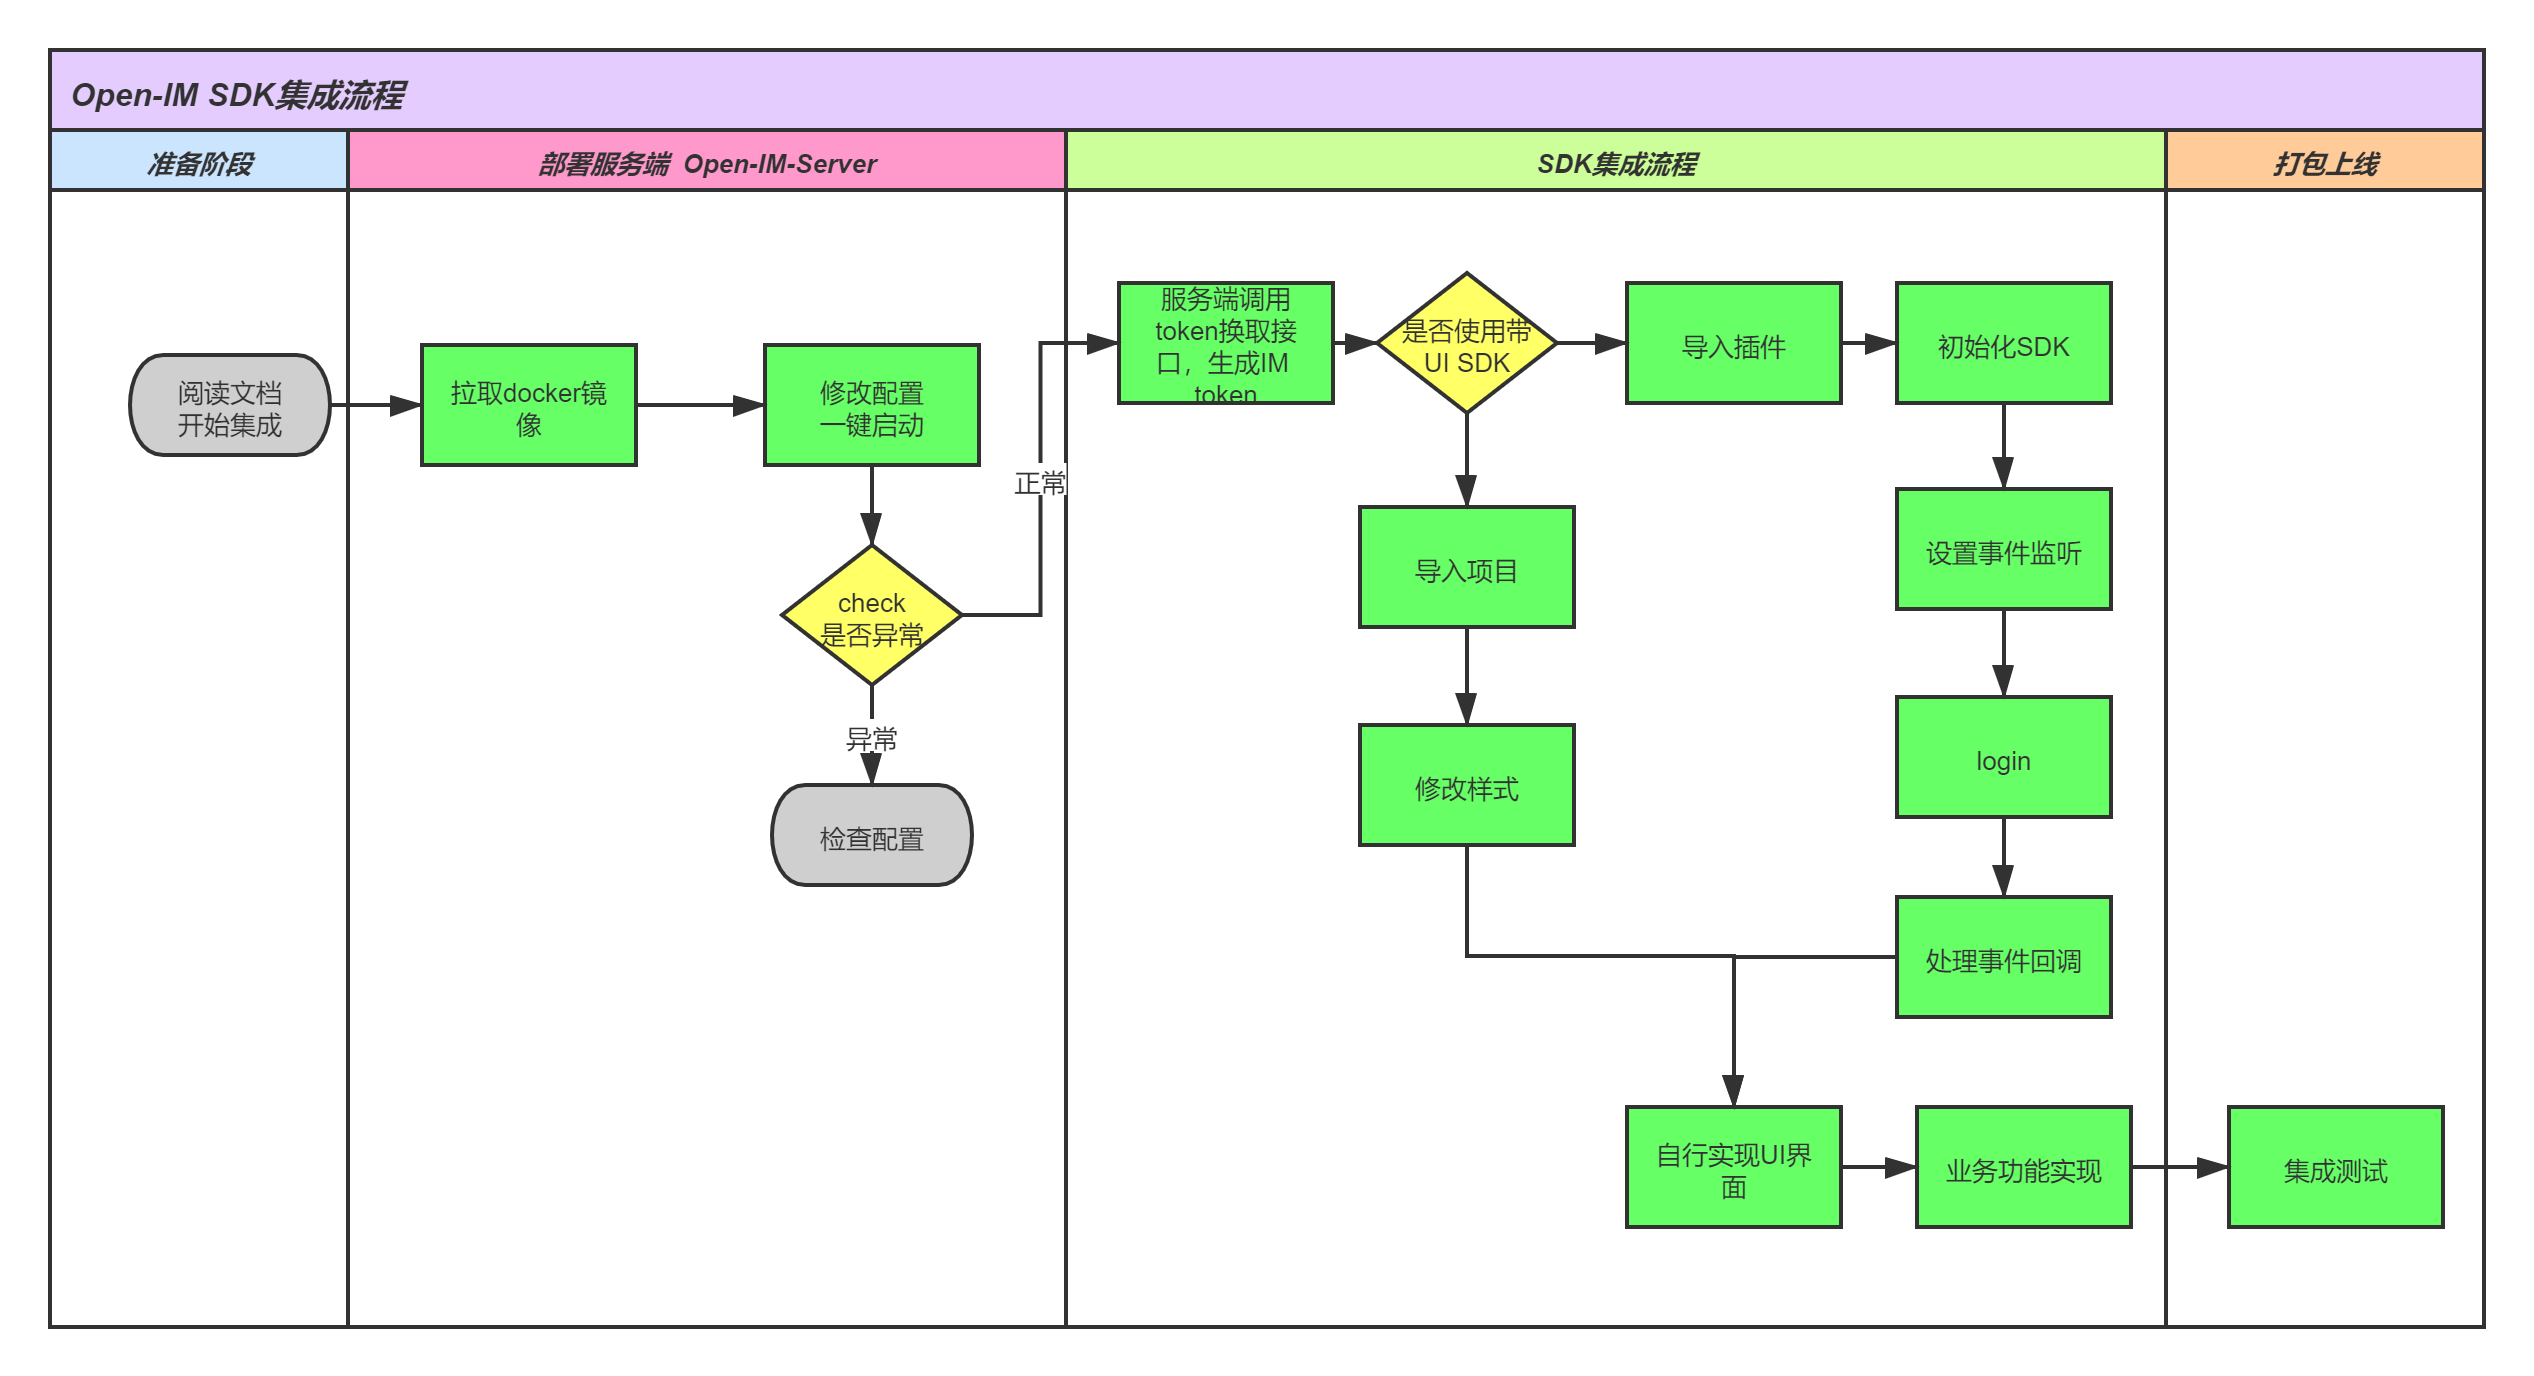 Open-IM SDK集成流程
准备阶段
部署服务端 Open-IM-Server
SDK集成流程
打包上线
阅读文档
开始集成
拉取docker镜
像
修改配置
一键启动
check
是否异常
正常
异常
检查配置
服务端调用
token换取接
口，生成IM
token
是否使用带
UI SDK
导入插件
初始化SDK
导入项目
设置事件监听
修改样式
login
处理事件回调
自行实现UI界
面
业务功能实现
集成测试